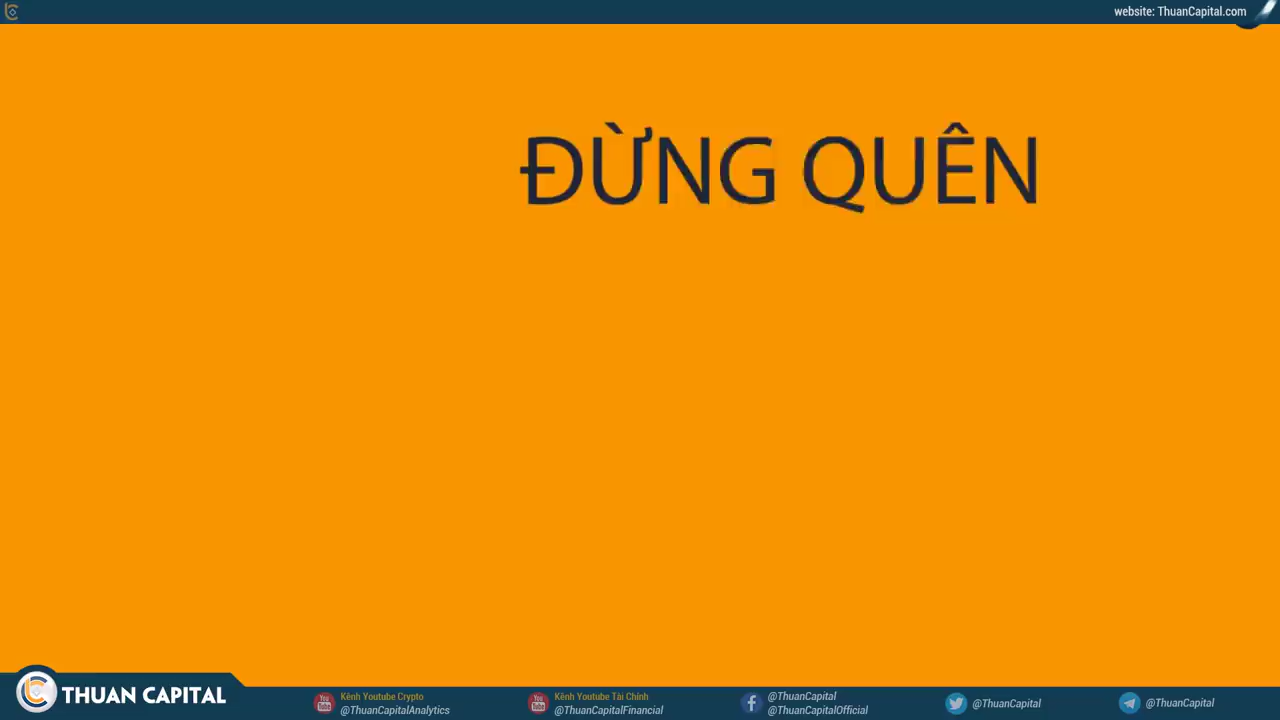 website: ThuanCapital.com
ĐỪNG QUÊN
THUAN CAPITAL
Kênh Youtube Crypto
@ThuanCapitalAnalytics
Kênh Youtube Tài Chính
@ThuanCapitalFinancial
@ThuanCapital
@ThuanCapitalOfficial
@ThuanCapital
@ThuanCapital